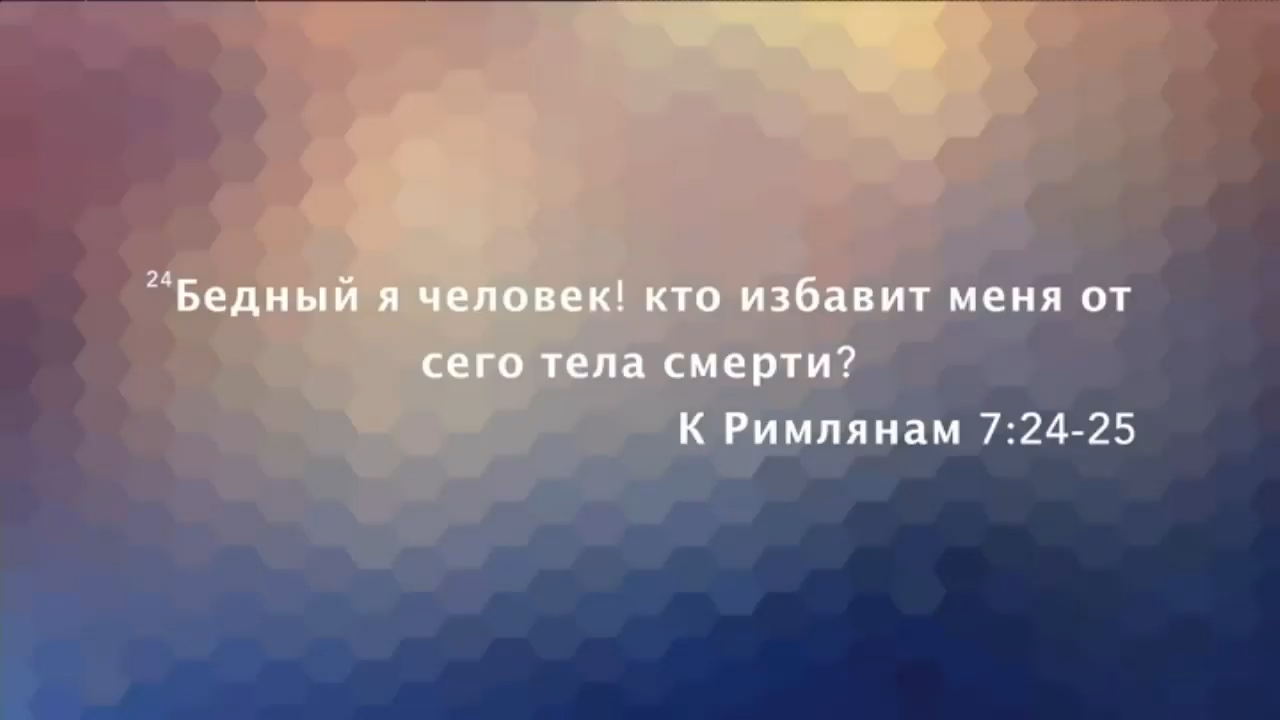 24Бедный я человек! кто избавит меня от
сего тела смерти?
К Римлянам 7:24-25